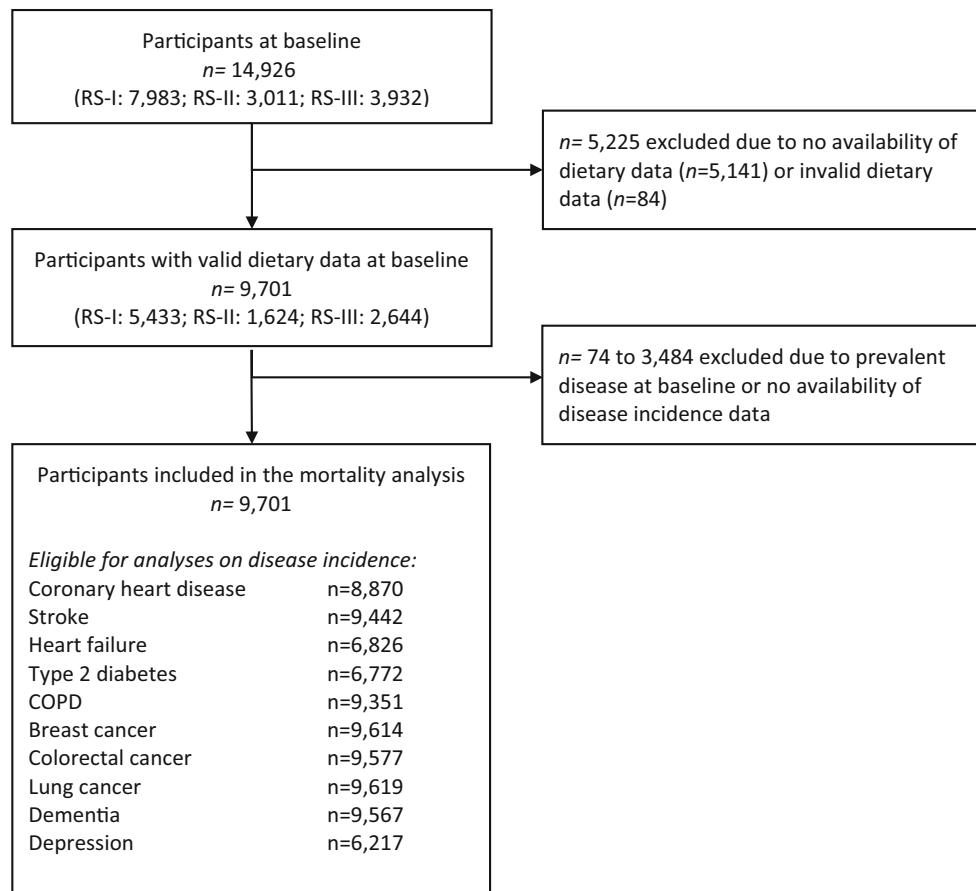 Participants at baseline
n= 14,926
(RS-I: 7,983; RS-II: 3,011; RS-III: 3,932)
n= 5,225 excluded due to no availability of
dietary data (n=5,141) or invalid dietary
data (n=84)
Participants with valid dietary data at baseline
n= 9,701
(RS-I: 5,433; RS-II: 1,624; RS-III: 2,644)
n= 74 to 3,484 excluded due to prevalent
disease at baseline or no availability of
disease incidence data
Participants included in the mortality analysis
n= 9,701
Eligible for analyses on disease incidence:
Coronary heart disease n=8,870
Stroke n=9,442
Heart failure n=6,826
Type 2 diabetes n=6,772
COPD n=9,351
Breast cancer n=9,614
Colorectal cancer n=9,577
Lung cancer n=9,619
Dementia n=9,567
Depression n=6,217